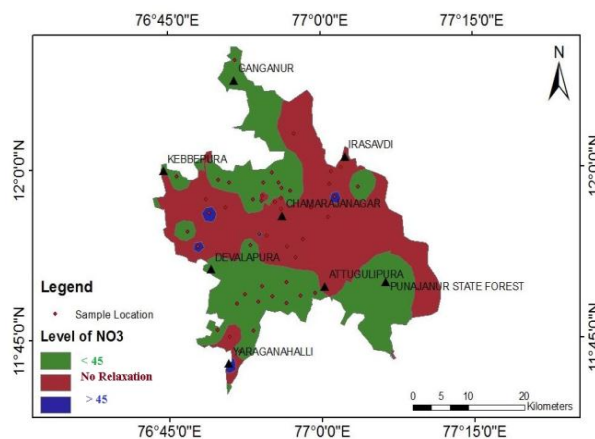 76°45'0"E 77°0'0"E 77°15'0"E
N
GANGANUR
IRASAVDI
KEBBEPURA
12°0'0"N
12°0'0"N
CHAMARAJANAGAR
DEVALAPURA
ATTUGULIPURA
PUNAJANUR STATE FOREST
Legend
Sample Location
Level of NO3
< 45
No Relaxation
> 45
YARAGANAHALLI
11°45'0"N
11°45'0"N
0 5 10 20
Kilometers
76°45'0"E 77°0'0"E 77°15'0"E